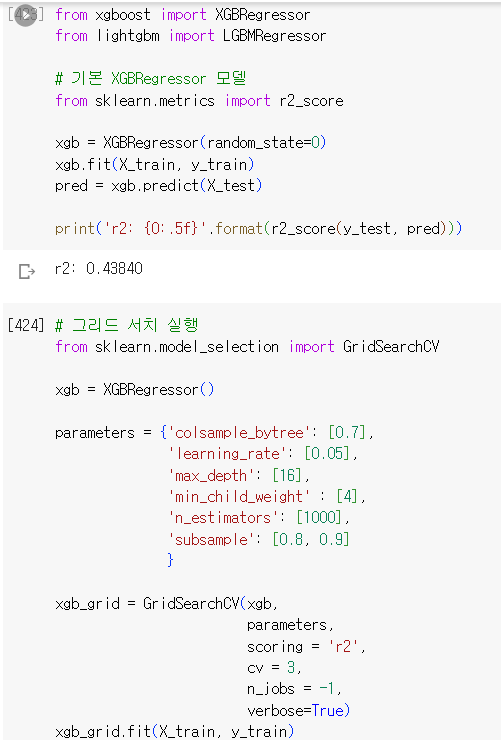 from xgboost import XGBRegressor
from lightgbm import LGBMRegressor
# 기본 XGBRegressor 모델
from sklearn.metrics import r2_score
xgb = XGBRegressor(random_state=0)
xgb.fit(X_train, y_train)
pred = xgb.predict(X_test)
print('r2: {0:.5f}'.format(r2_score(y_test, pred)))
r2: 0.43840
[424] # 그리드 서치 실행
from sklearn.model_selection import GridSearchCV
xgb = XGBRegressor()
parameters = {'colsample_bytree': [0.7],
'learning_rate': [0.05],
'max_depth': [16],
'min_child_weight' : [4],
'n_estimators': [1000],
'subsample': [0.8, 0.9]
}
xgb_grid = GridSearchCV(xgb,
parameters,
scoring = 'r2',
cv = 3,
n_jobs = -1,
verbose=True)
xgb_grid.fit(X_train, y_train)